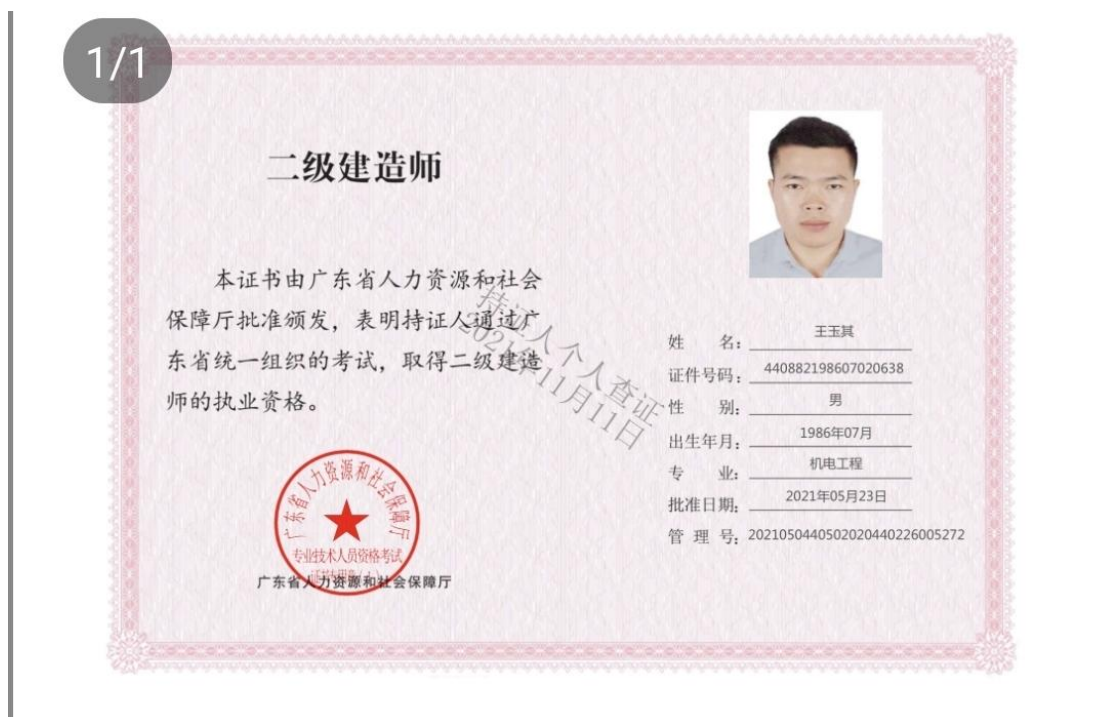 1/1
二级建造师
本证书由广东省人力资源和社会
保障厅批准颁发，表明持证人通过广
东省统一组织的考试，取得二级建造
师的执业资格。
持证人个人查证
2021年11月11日
广东省人力资源和社会保障厅
专业技术人员资格考试
广东省人力资源和社会保障厅
姓 名： 王玉其
证件号码： 440882198607020638
性 别： 男
出生年月： 1986年07月
专 业： 机电工程
批准日期： 2021年05月23日
管 理 号： 2021050440502020440226005272